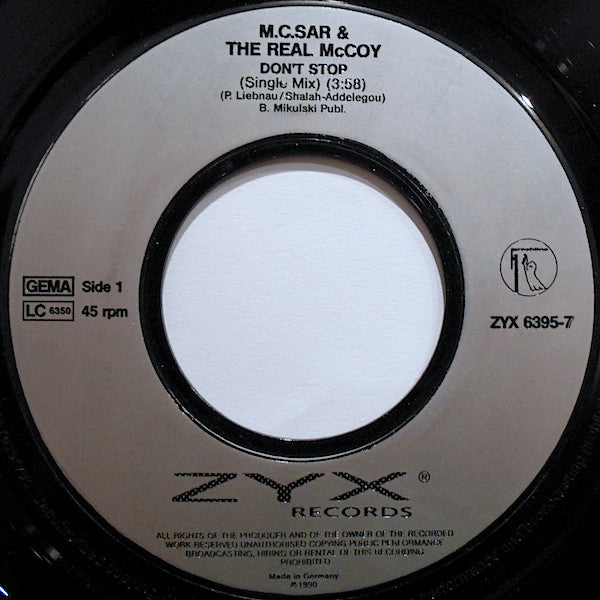 M.C.SAR &
THE REAL McCOY
DON'T STOP
(Single Mix) (3:58)
(P. Liebnau/Shalah-Addelegou)
B. Mikulski Publ.
GEMA Side 1
LC 6350 45 rpm
ZYX 6395-7
ZYX ®
RECORDS
ALL RIGHTS OF THE PRODUCER AND OF THE OWNER OF THE RECORDED
WORK RESERVED UNAUTHORISED COPYING PUBLIC PERFORMANCE
BROADCASTING, HIRING OR RENTAL OF THIS RECORDING
PROHIBITED
Made in Germany
℗ 1990